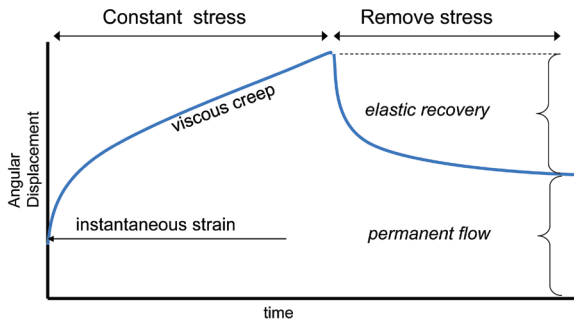 Constant stress
Remove stress
viscous creep
elastic recovery
Angular
Displacement
instantaneous strain
permanent flow
time